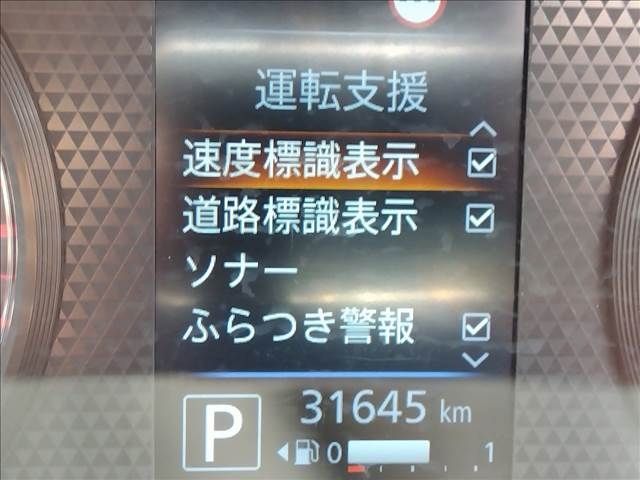 運転支援
速度標識表示
道路標識表示
ソナー
ふらつき警報
P
31645 km
0 1